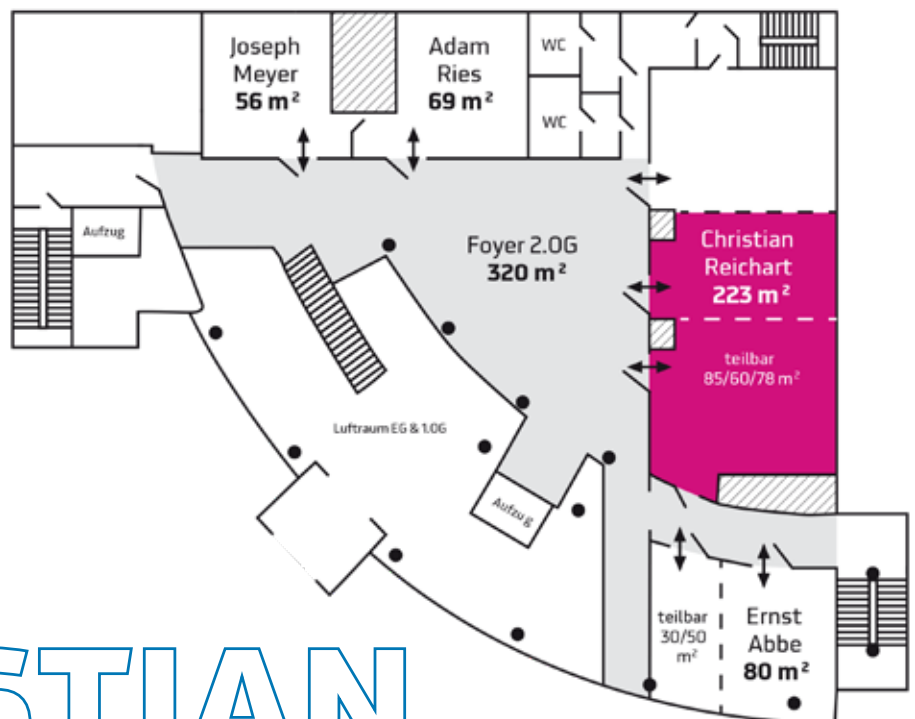 Joseph
Meyer
56 m²
Adam
Ries
69 m²
WC
WC
Aufzug
Foyer 2.OG
320 m²
Christian
Reichart
223 m²
teilbar
85/60/78 m²
Luftraum EG & 1.OG
Aufzug
teilbar
30/50
m²
Ernst
Abbe
80 m²
STIAN